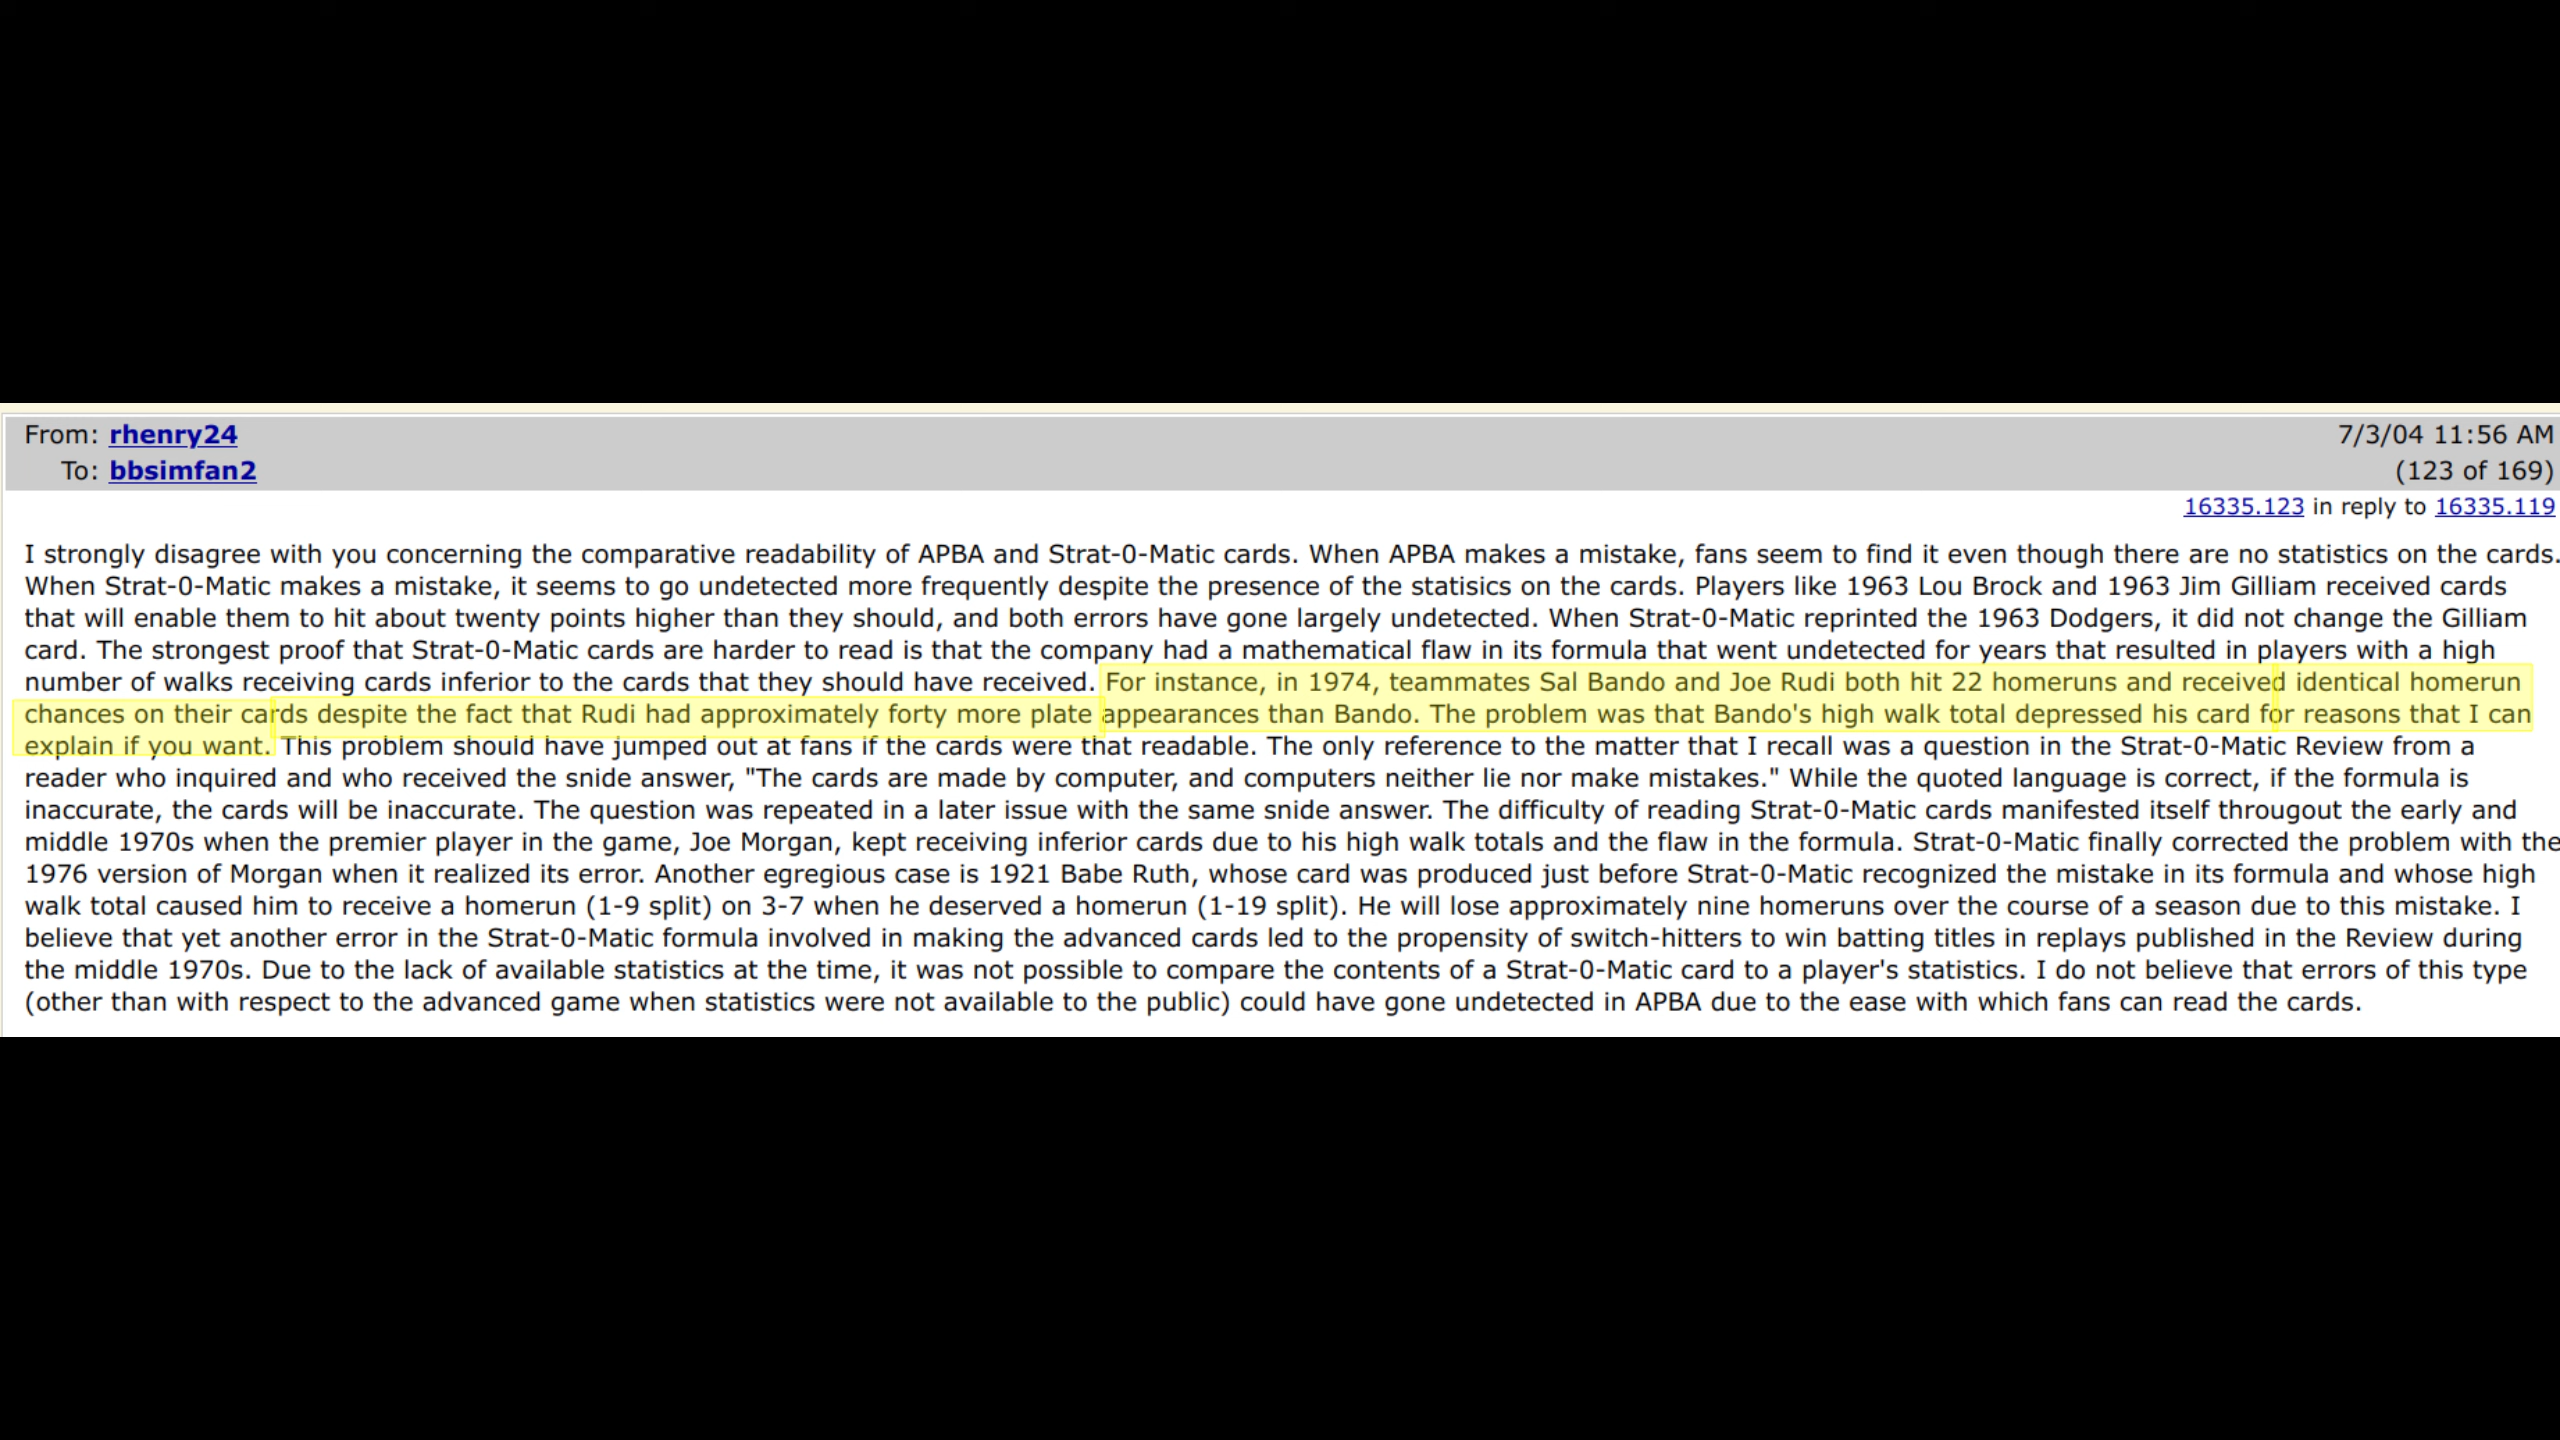 From: rhenry24
7/3/04 11:56 AM
To: bbsimfan2
(123 of 169)
16335.123 in reply to 16335.119
I strongly disagree with you concerning the comparative readability of APBA and Strat-0-Matic cards. When APBA makes a mistake, fans seem to find it even though there are no statistics on the cards.
When Strat-0-Matic makes a mistake, it seems to go undetected more frequently despite the presence of the statisics on the cards. Players like 1963 Lou Brock and 1963 Jim Gilliam received cards
that will enable them to hit about twenty points higher than they should, and both errors have gone largely undetected. When Strat-0-Matic reprinted the 1963 Dodgers, it did not change the Gilliam
card. The strongest proof that Strat-0-Matic cards are harder to read is that the company had a mathematical flaw in its formula that went undetected for years that resulted in players with a high
number of walks receiving cards inferior to the cards that they should have received. For instance, in 1974, teammates Sal Bando and Joe Rudi both hit 22 homeruns and received identical homerun
chances on their cards despite the fact that Rudi had approximately forty more plate appearances than Bando. The problem was that Bando's high walk total depressed his card for reasons that I can
explain if you want. This problem should have jumped out at fans if the cards were that readable. The only reference to the matter that I recall was a question in the Strat-0-Matic Review from a
reader who inquired and who received the snide answer, "The cards are made by computer, and computers neither lie nor make mistakes." While the quoted language is correct, if the formula is
inaccurate, the cards will be inaccurate. The question was repeated in a later issue with the same snide answer. The difficulty of reading Strat-0-Matic cards manifested itself througout the early and
middle 1970s when the premier player in the game, Joe Morgan, kept receiving inferior cards due to his high walk totals and the flaw in the formula. Strat-0-Matic finally corrected the problem with the
1976 version of Morgan when it realized its error. Another egregious case is 1921 Babe Ruth, whose card was produced just before Strat-0-Matic recognized the mistake in its formula and whose high
walk total caused him to receive a homerun (1-9 split) on 3-7 when he deserved a homerun (1-19 split). He will lose approximately nine homeruns over the course of a season due to this mistake. I
believe that yet another error in the Strat-0-Matic formula involved in making the advanced cards led to the propensity of switch-hitters to win batting titles in replays published in the Review during
the middle 1970s. Due to the lack of available statistics at the time, it was not possible to compare the contents of a Strat-0-Matic card to a player's statistics. I do not believe that errors of this type
(other than with respect to the advanced game when statistics were not available to the public) could have gone undetected in APBA due to the ease with which fans can read the cards.